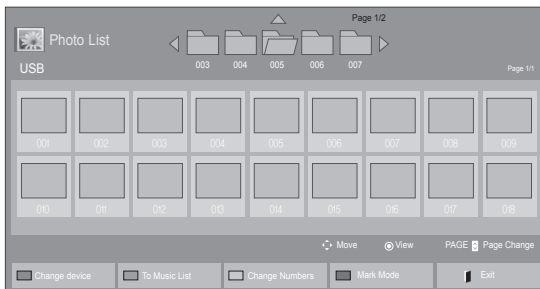 Page 1/2
Photo List
003 004 005 006 007
USB
Page 1/1
001 002 003 004 005 006 007 008 009
010 011 012 013 014 015 016 017 018
Move View PAGE Page Change
Change device To Music List Change Numbers Mark Mode Exit